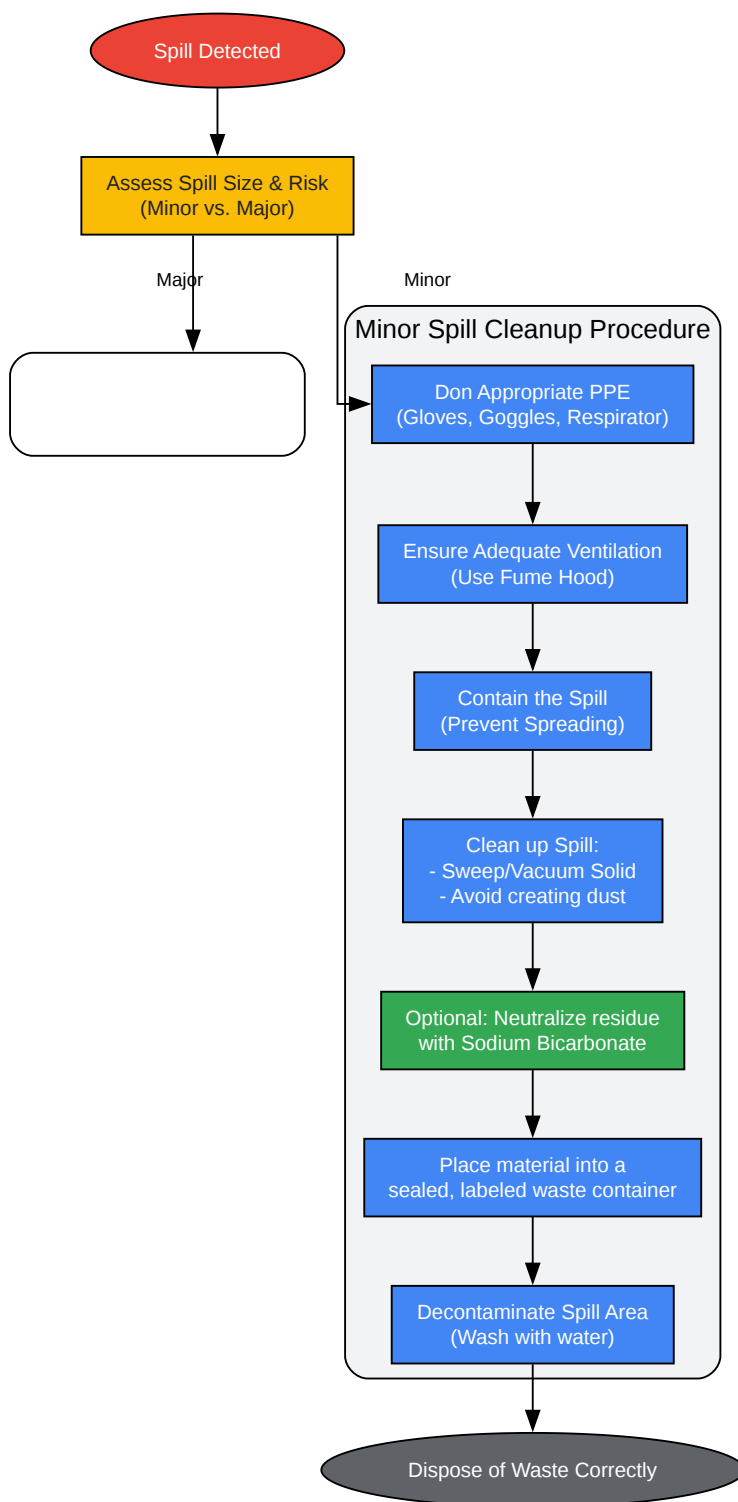 Spill Detected
Assess Spill Size & Risk
(Minor vs. Major)
Major
Minor
Minor Spill Cleanup Procedure
Don Appropriate PPE
(Gloves, Goggles, Respirator)
Ensure Adequate Ventilation
(Use Fume Hood)
Contain the Spill
(Prevent Spreading)
Clean up Spill:
- Sweep/Vacuum Solid
- Avoid creating dust
Optional: Neutralize residue
with Sodium Bicarbonate
Place material into a
sealed, labeled waste container
Decontaminate Spill Area
(Wash with water)
Dispose of Waste Correctly